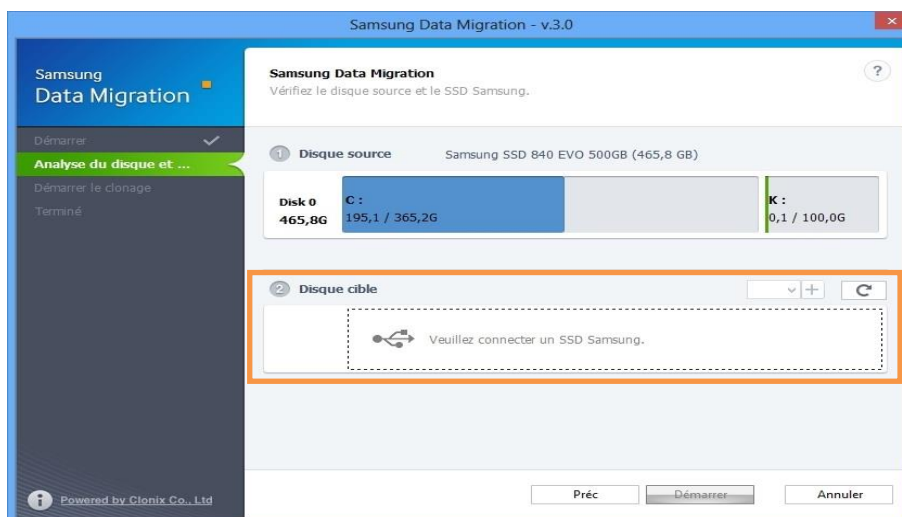 Samsung Data Migration - v.3.0
Samsung
Data Migration
Samsung Data Migration
Vérifiez le disque source et le SSD Samsung.
?
Démarrer
Analyse du disque et ...
Démarrer le clonage
Terminé
1 Disque source Samsung SSD 840 EVO 500GB (465,8 GB)
Disk 0
465,8G
C :
195,1 / 365,2G
K :
0,1 / 100,0G
2 Disque cible
Veuillez connecter un SSD Samsung.
Powered by Clonix Co., Ltd
Préc Démarrer Annuler